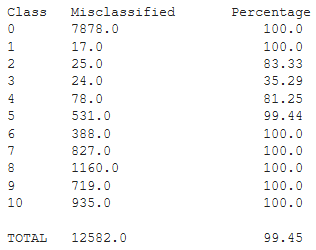 Class Misclassified Percentage
0 7878.0 100.0
1 17.0 100.0
2 25.0 83.33
3 24.0 35.29
4 78.0 81.25
5 531.0 99.44
6 388.0 100.0
7 827.0 100.0
8 1160.0 100.0
9 719.0 100.0
10 935.0 100.0
TOTAL 12582.0 99.45